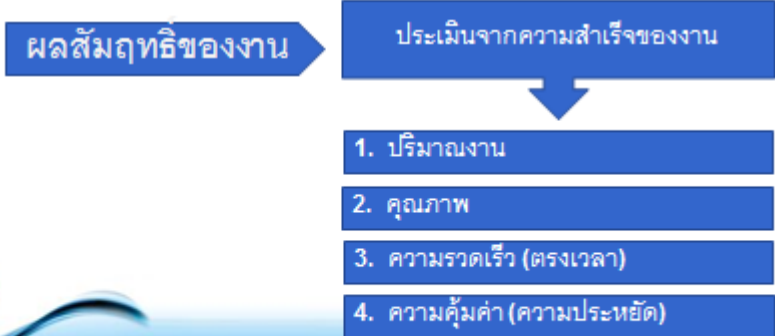 ผลสัมฤทธิ์ของงาน
ประเมินจากความสำเร็จของงาน
1. ปริมาณงาน
2. คุณภาพ
3. ความรวดเร็ว (ตรงเวลา)
4. ความคุ้มค่า (ความประหยัด)